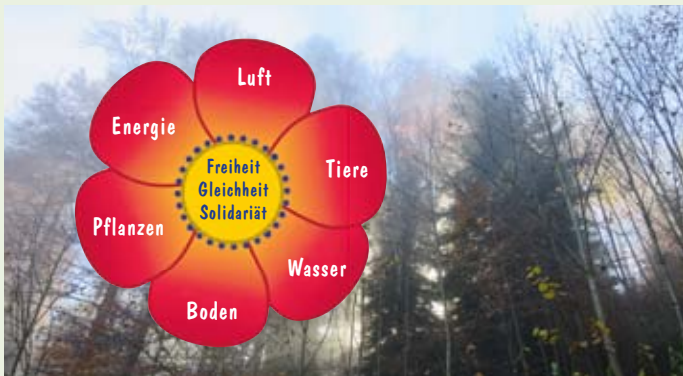 Luft
Energie
Tiere
Freiheit
Gleichheit
Solidariät
Pflanzen
Wasser
Boden